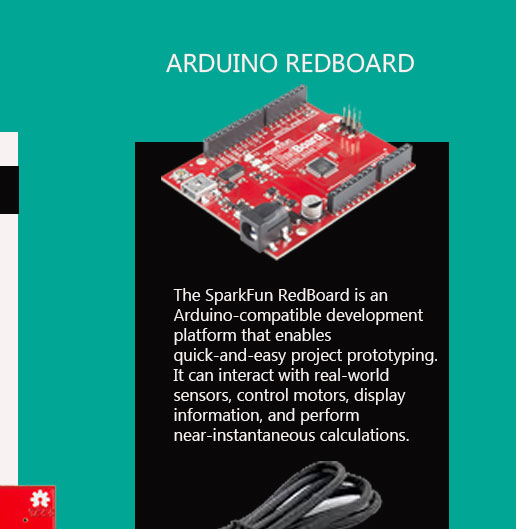 ARDUINO REDBOARD
Board
The SparkFun RedBoard is an
Arduino-compatible development
platform that enables
quick-and-easy project prototyping.
It can interact with real-world
sensors, control motors, display
information, and perform
near-instantaneous calculations.